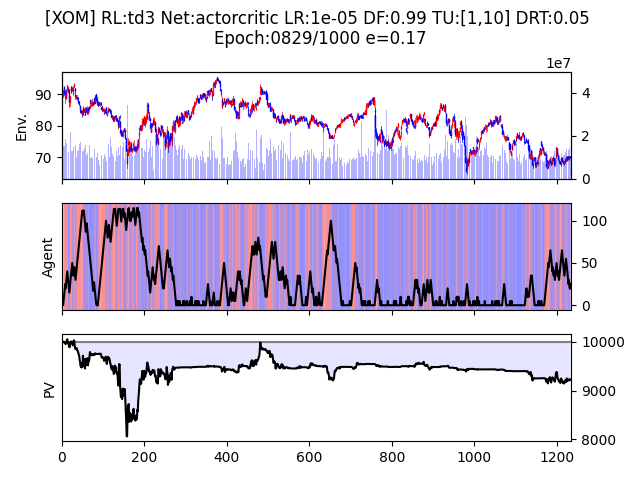 [XOM] RL:td3 Net:actorcritic LR:1e-05 DF:0.99 TU:[1,10] DRT:0.05
Epoch:0829/1000 e=0.17
1e7
Env.
90
80
70
4
2
0
Agent
100
50
0
PV
10000
9000
8000
0 200 400 600 800 1000 1200